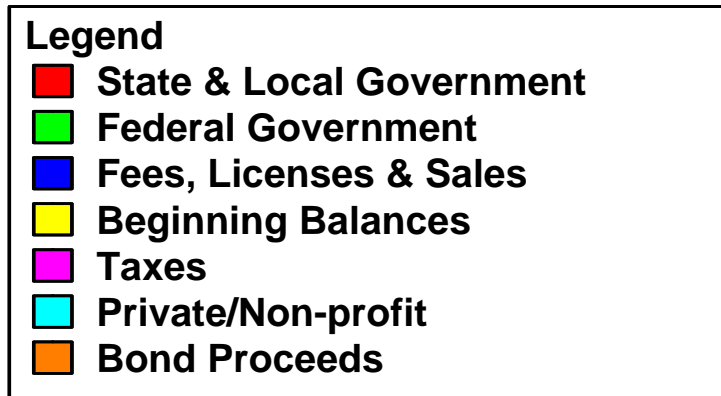 Legend
State & Local Government
Federal Government
Fees, Licenses & Sales
Beginning Balances
Taxes
Private/Non-profit
Bond Proceeds